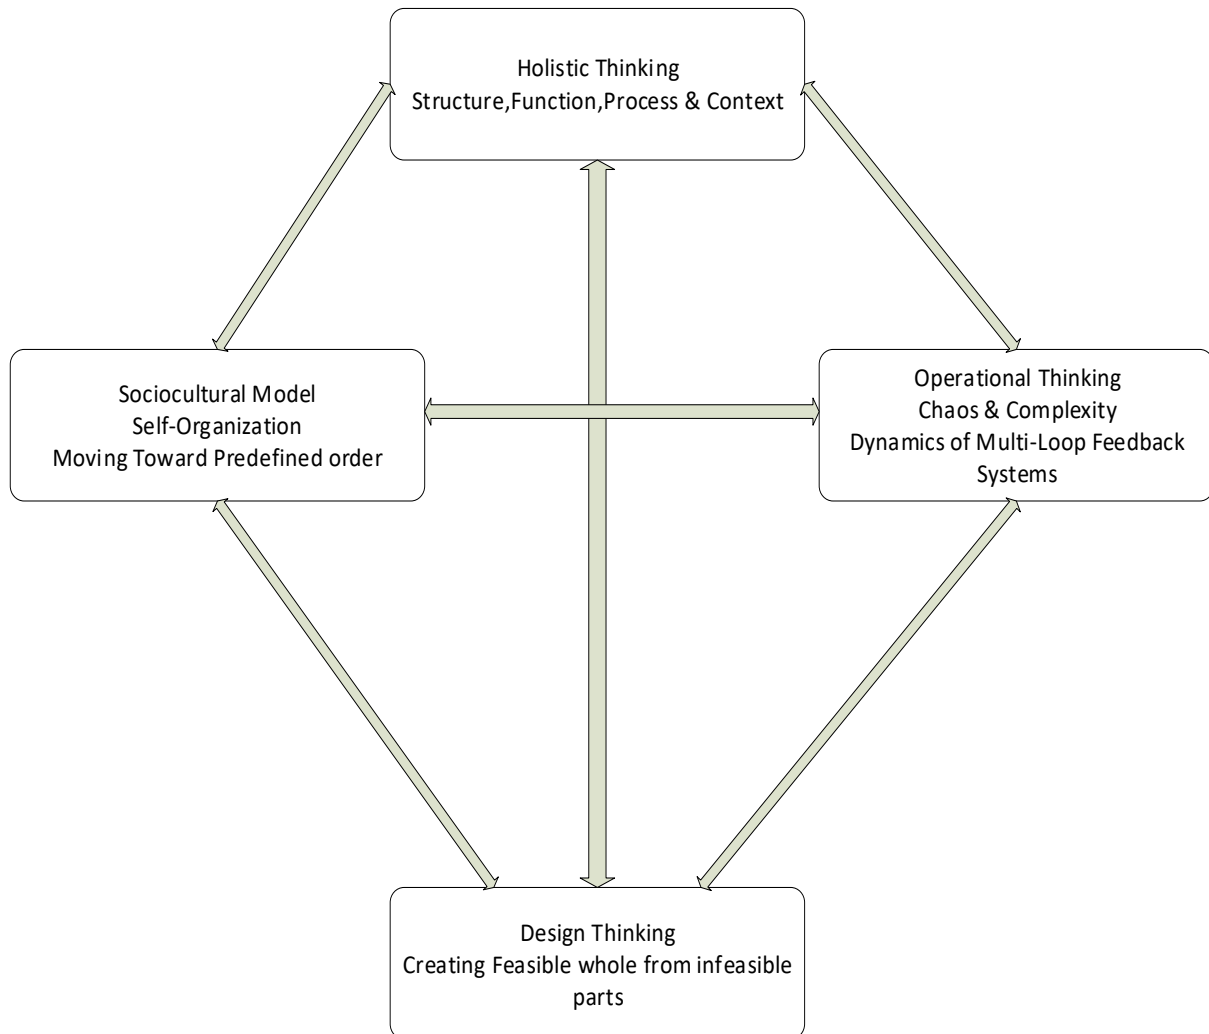 Holistic Thinking
Structure,Function,Process & Context
Sociocultural Model
Self-Organization
Moving Toward Predefined order
Operational Thinking
Chaos & Complexity
Dynamics of Multi-Loop Feedback
Systems
Design Thinking
Creating Feasible whole from infeasible
parts